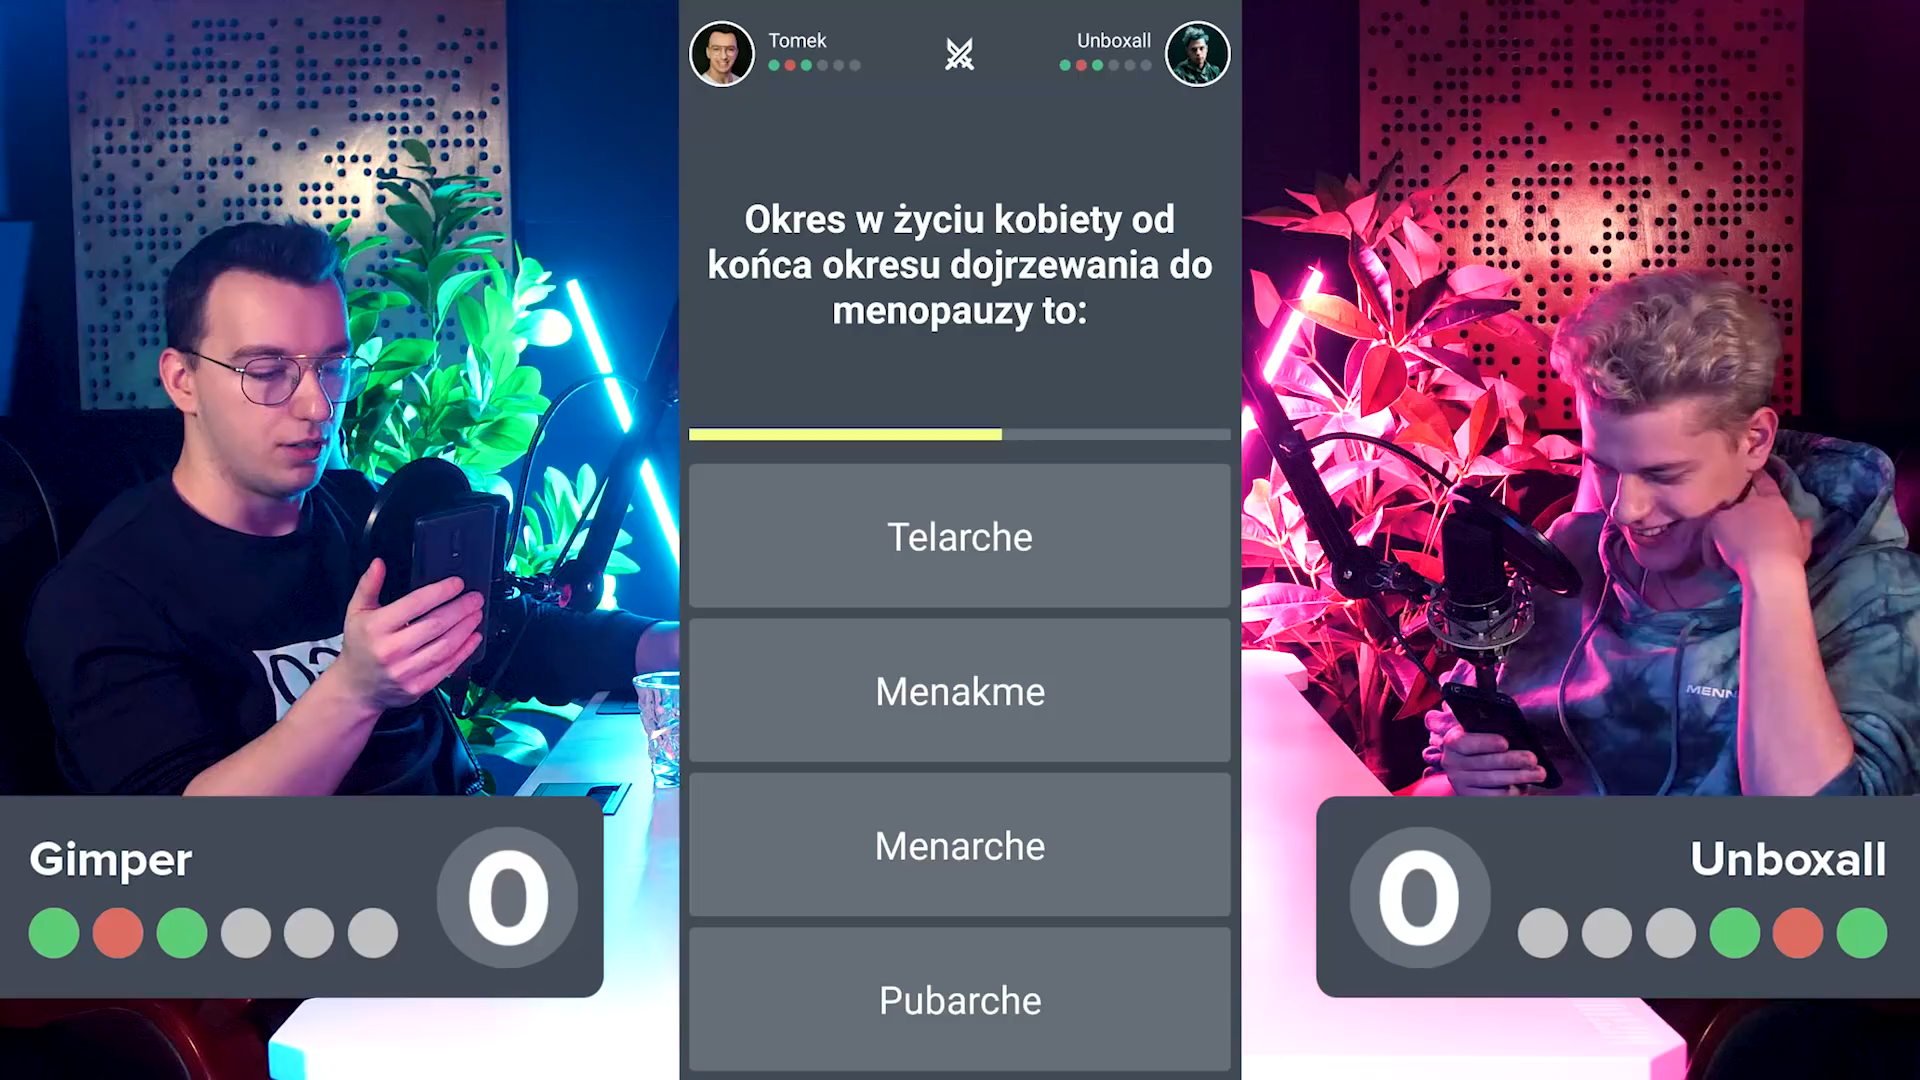 Tomek
Unboxall
Okres w życiu kobiety od
końca okresu dojrzewania do
menopauzy to:
Telarche
Menakme
Menarche
Pubarche
Gimper
0
0
Unboxall
MENN